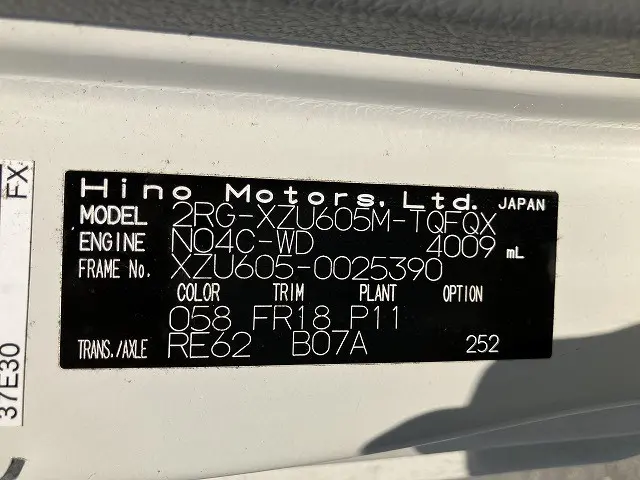 Hino Motors, Ltd. JAPAN
MODEL 2RG-XZU605M-TQFQX
ENGINE N04C-WD 4009 mL
FRAME No. XZU605-0025390
COLOR TRIM PLANT OPTION
058 FR18 P11
TRANS./AXLE RE62 B07A 252
37E30 FX